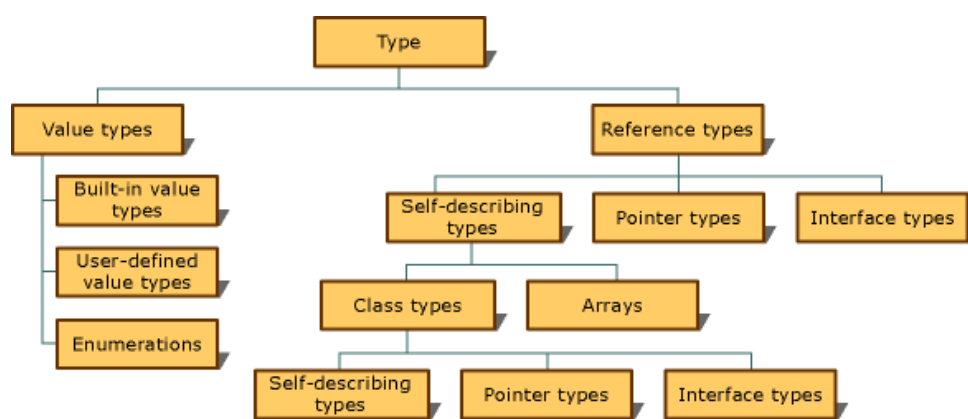 Type
Value types
Reference types
Built-in value
types
Self-describing
types
Pointer types
Interface types
User-defined
value types
Class types
Arrays
Enumerations
Self-describing
types
Pointer types
Interface types